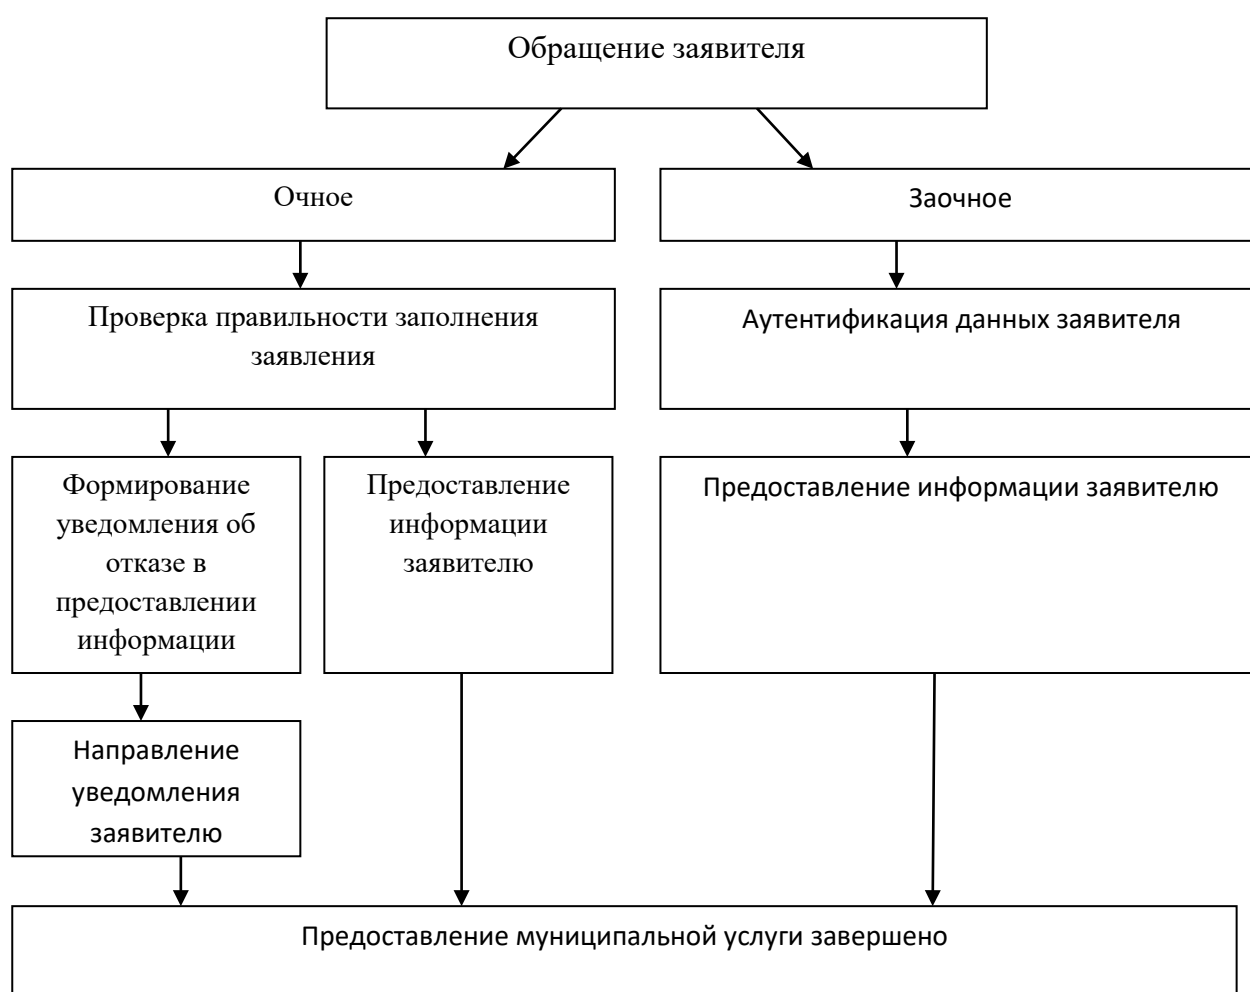 Обращение заявителя
Очное
Заочное
Проверка правильности заполнения
заявления
Аутентификация данных заявителя
Формирование
уведомления об
отказе в
предоставлении
информации
Предоставление
информации
заявителю
Предоставление информации заявителю
Направление
уведомления
заявителю
Предоставление муниципальной услуги завершено